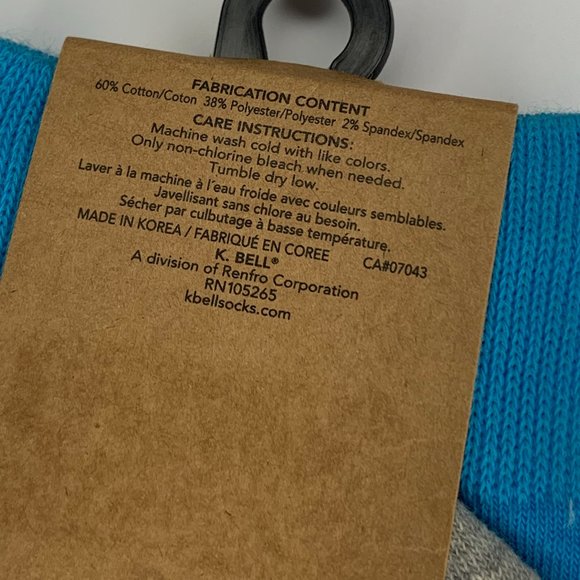 FABRICATION CONTENT
60% Cotton/Coton 38% Polyester/Polyester 2% Spandex/Spandex
CARE INSTRUCTIONS:
Machine wash cold with like colors.
Only non-chlorine bleach when needed.
Tumble dry low.
Laver à la machine à l'eau froide avec couleurs semblables.
Javellisant sans chlore au besoin.
Sécher par culbutage à basse température.
MADE IN KOREA / FABRIQUÉ EN COREE CA#07043
K. BELL®
A division of Renfro Corporation
RN105265
kbellsocks.com